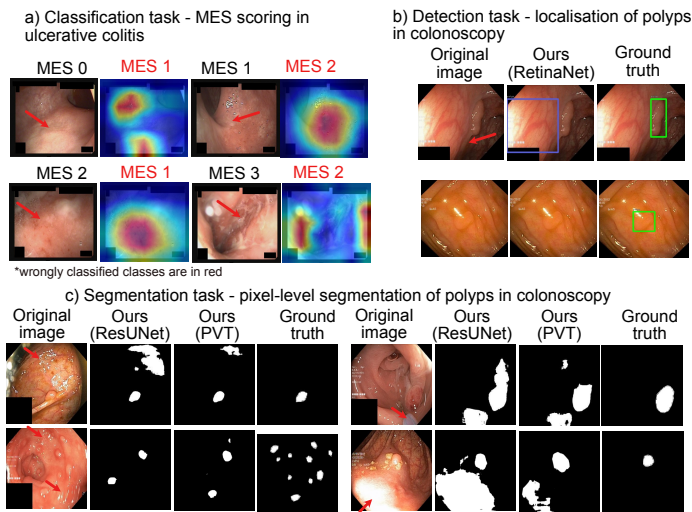 a) Classification task - MES scoring in
ulcerative colitis
MES 0 MES 1 MES 1 MES 2
MES 2 MES 1 MES 3 MES 2
*wrongly classified classes are in red
b) Detection task - localisation of polyps
in colonoscopy
Original
image
Ours
(RetinaNet)
Ground
truth
c) Segmentation task - pixel-level segmentation of polyps in colonoscopy
Original
image
Ours
(ResUNet)
Ours
(PVT)
Ground
truth
Original
image
Ours
(ResUNet)
Ours
(PVT)
Ground
truth